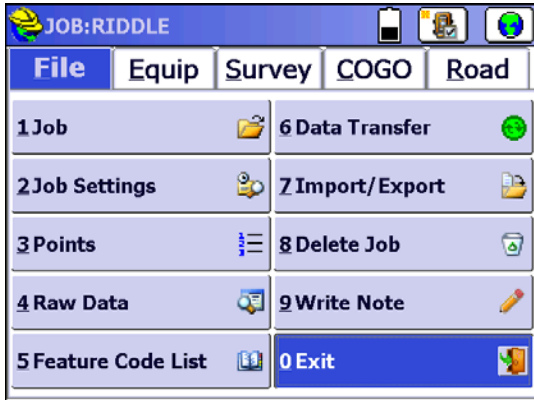 JOB:RIDDLE
File Equip Survey COGO Road
1 Job
2 Job Settings
3 Points
4 Raw Data
5 Feature Code List
6 Data Transfer
7 Import/Export
8 Delete Job
9 Write Note
0 Exit